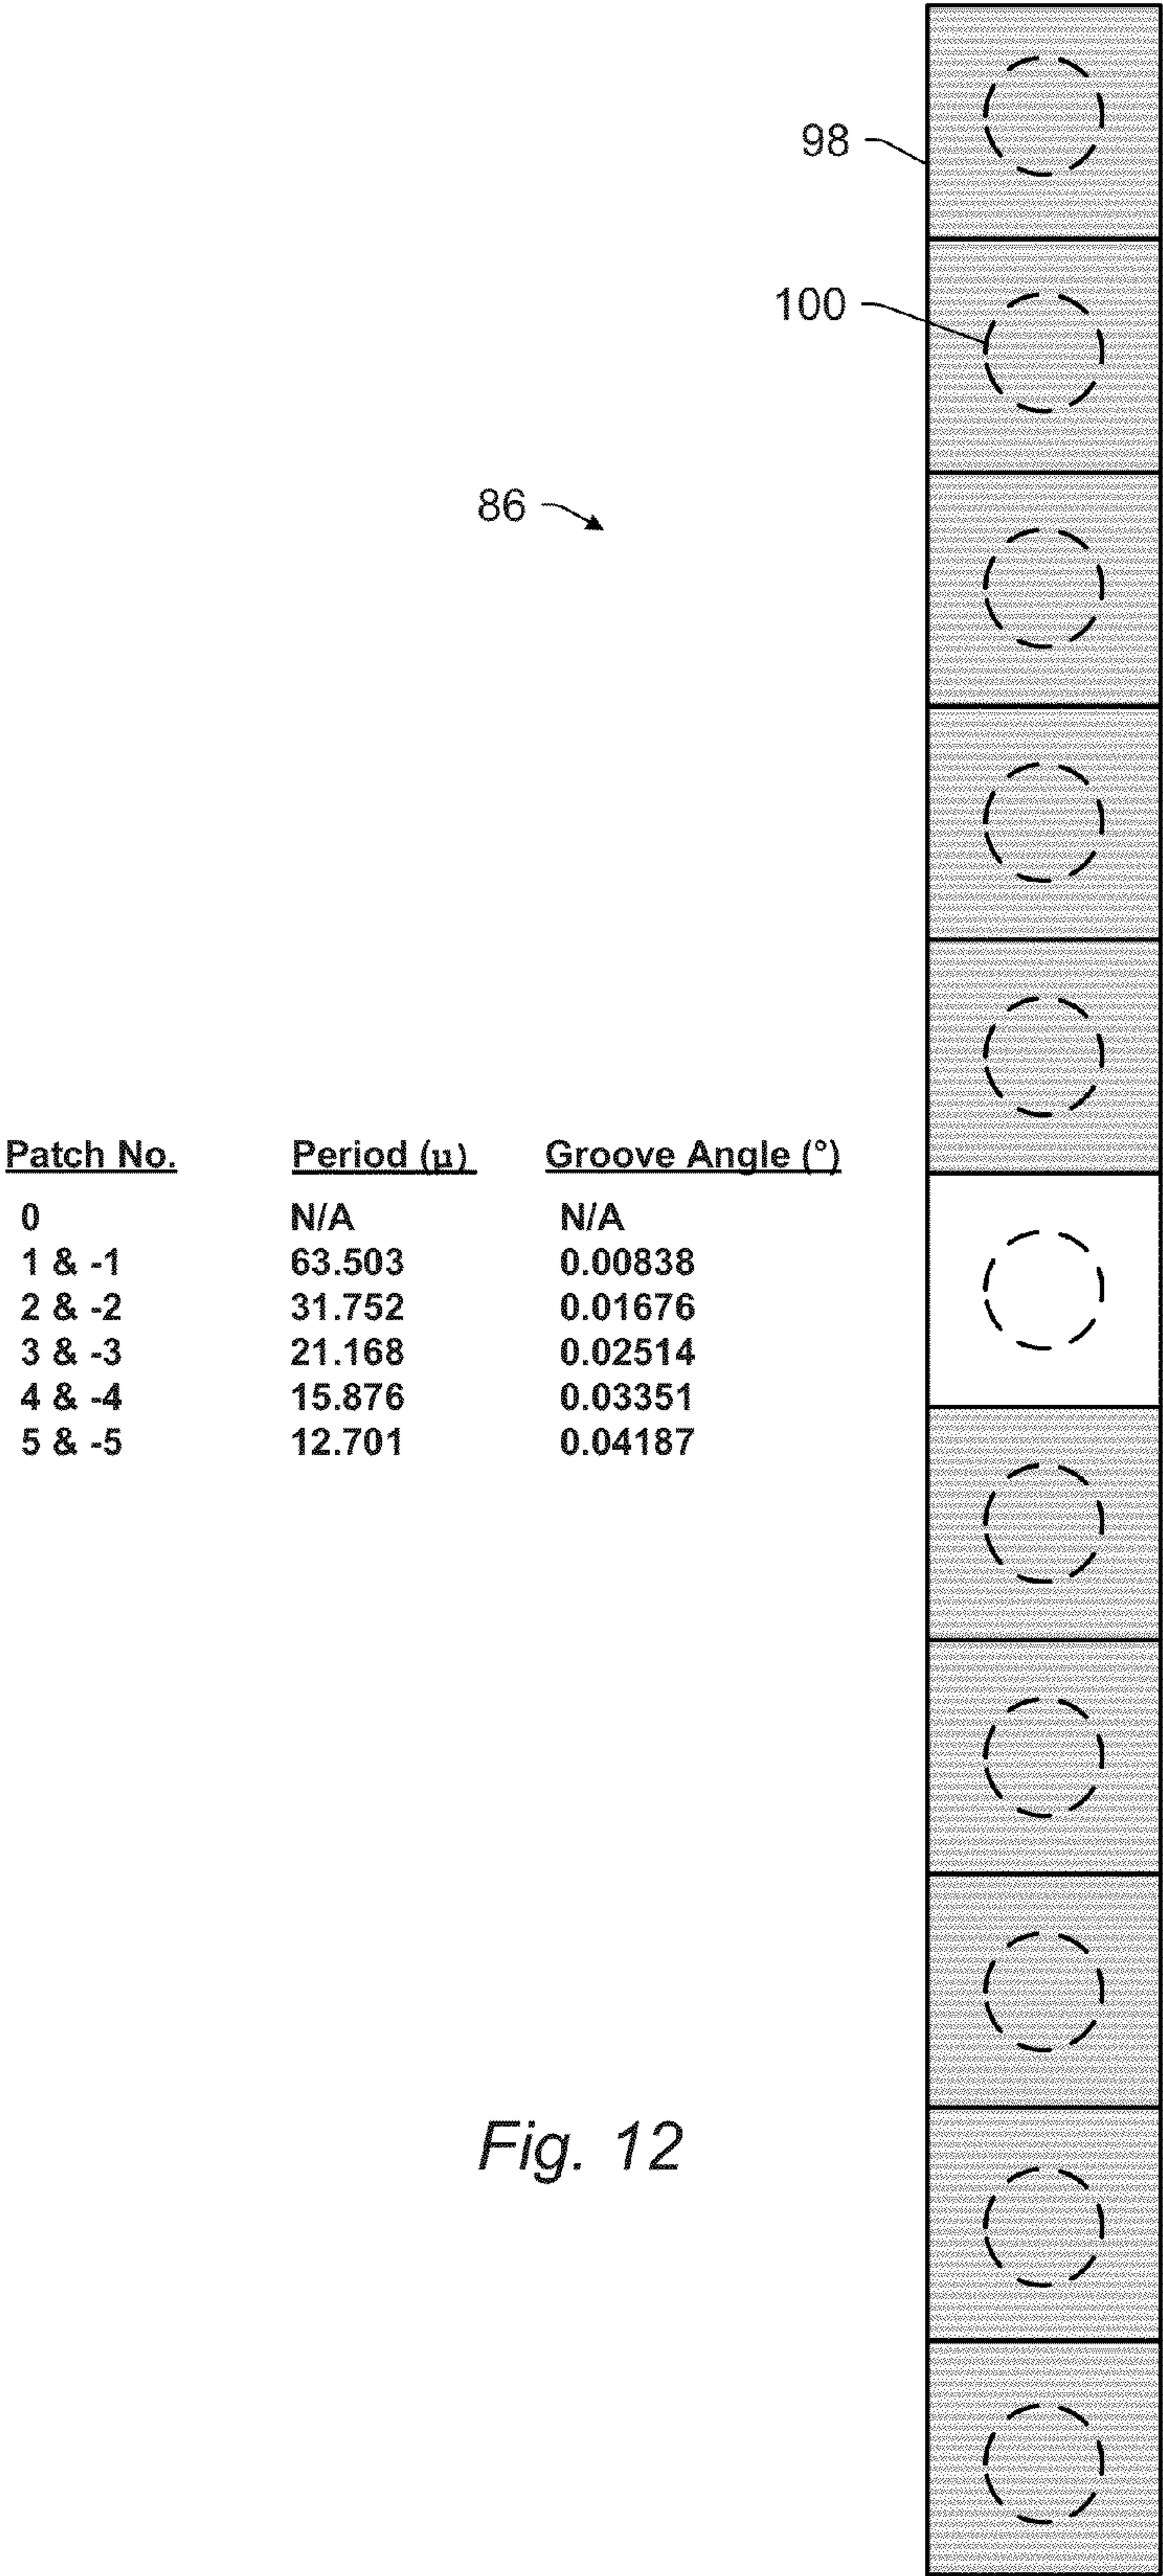 98
100
86
Patch No. Period (µ) Groove Angle (°)
0 N/A N/A
1 & -1 63.503 0.00838
2 & -2 31.752 0.01676
3 & -3 21.168 0.02514
4 & -4 15.876 0.03351
5 & -5 12.701 0.04187
Fig. 12